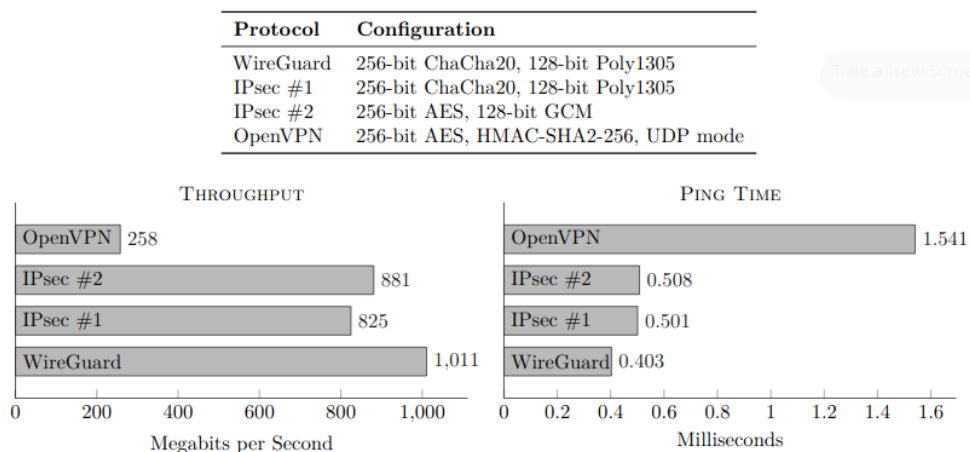 Protocol Configuration
WireGuard 256-bit ChaCha20, 128-bit Poly1305
IPsec #1 256-bit ChaCha20, 128-bit Poly1305
IPsec #2 256-bit AES, 128-bit GCM
OpenVPN 256-bit AES, HMAC-SHA2-256, UDP mode
THROUGHPUT
OpenVPN 258
IPsec #2 881
IPsec #1 825
WireGuard 1,011
0 200 400 600 800 1,000
Megabits per Second
PING TIME
OpenVPN 1.541
IPsec #2 0.508
IPsec #1 0.501
WireGuard 0.403
0 0.2 0.4 0.6 0.8 1 1.2 1.4 1.6
Milliseconds